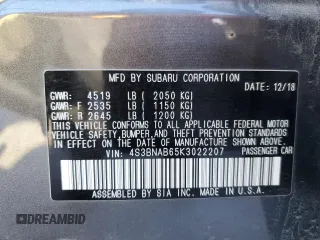 MFD BY SUBARU CORPORATION
DATE: 12/18
GVWR: 4519 LB ( 2050 KG)
GAWR: F 2535 LB ( 1150 KG)
GAWR: R 2645 LB ( 1200 KG)
THIS VEHICLE CONFORMS TO ALL APPLICABLE FEDERAL MOTOR
VEHICLE SAFETY, BUMPER, AND THEFT PREVENTION STANDARDS
IN EFFECT ON THE DATE OF MANUFACTURE SHOWN ABOVE.
VIN: 4S3BNAB65K3022207
PASSENGER CAR
ASSEMBLED BY SIA, INC. MADE IN U.S.A.
DREAMBID